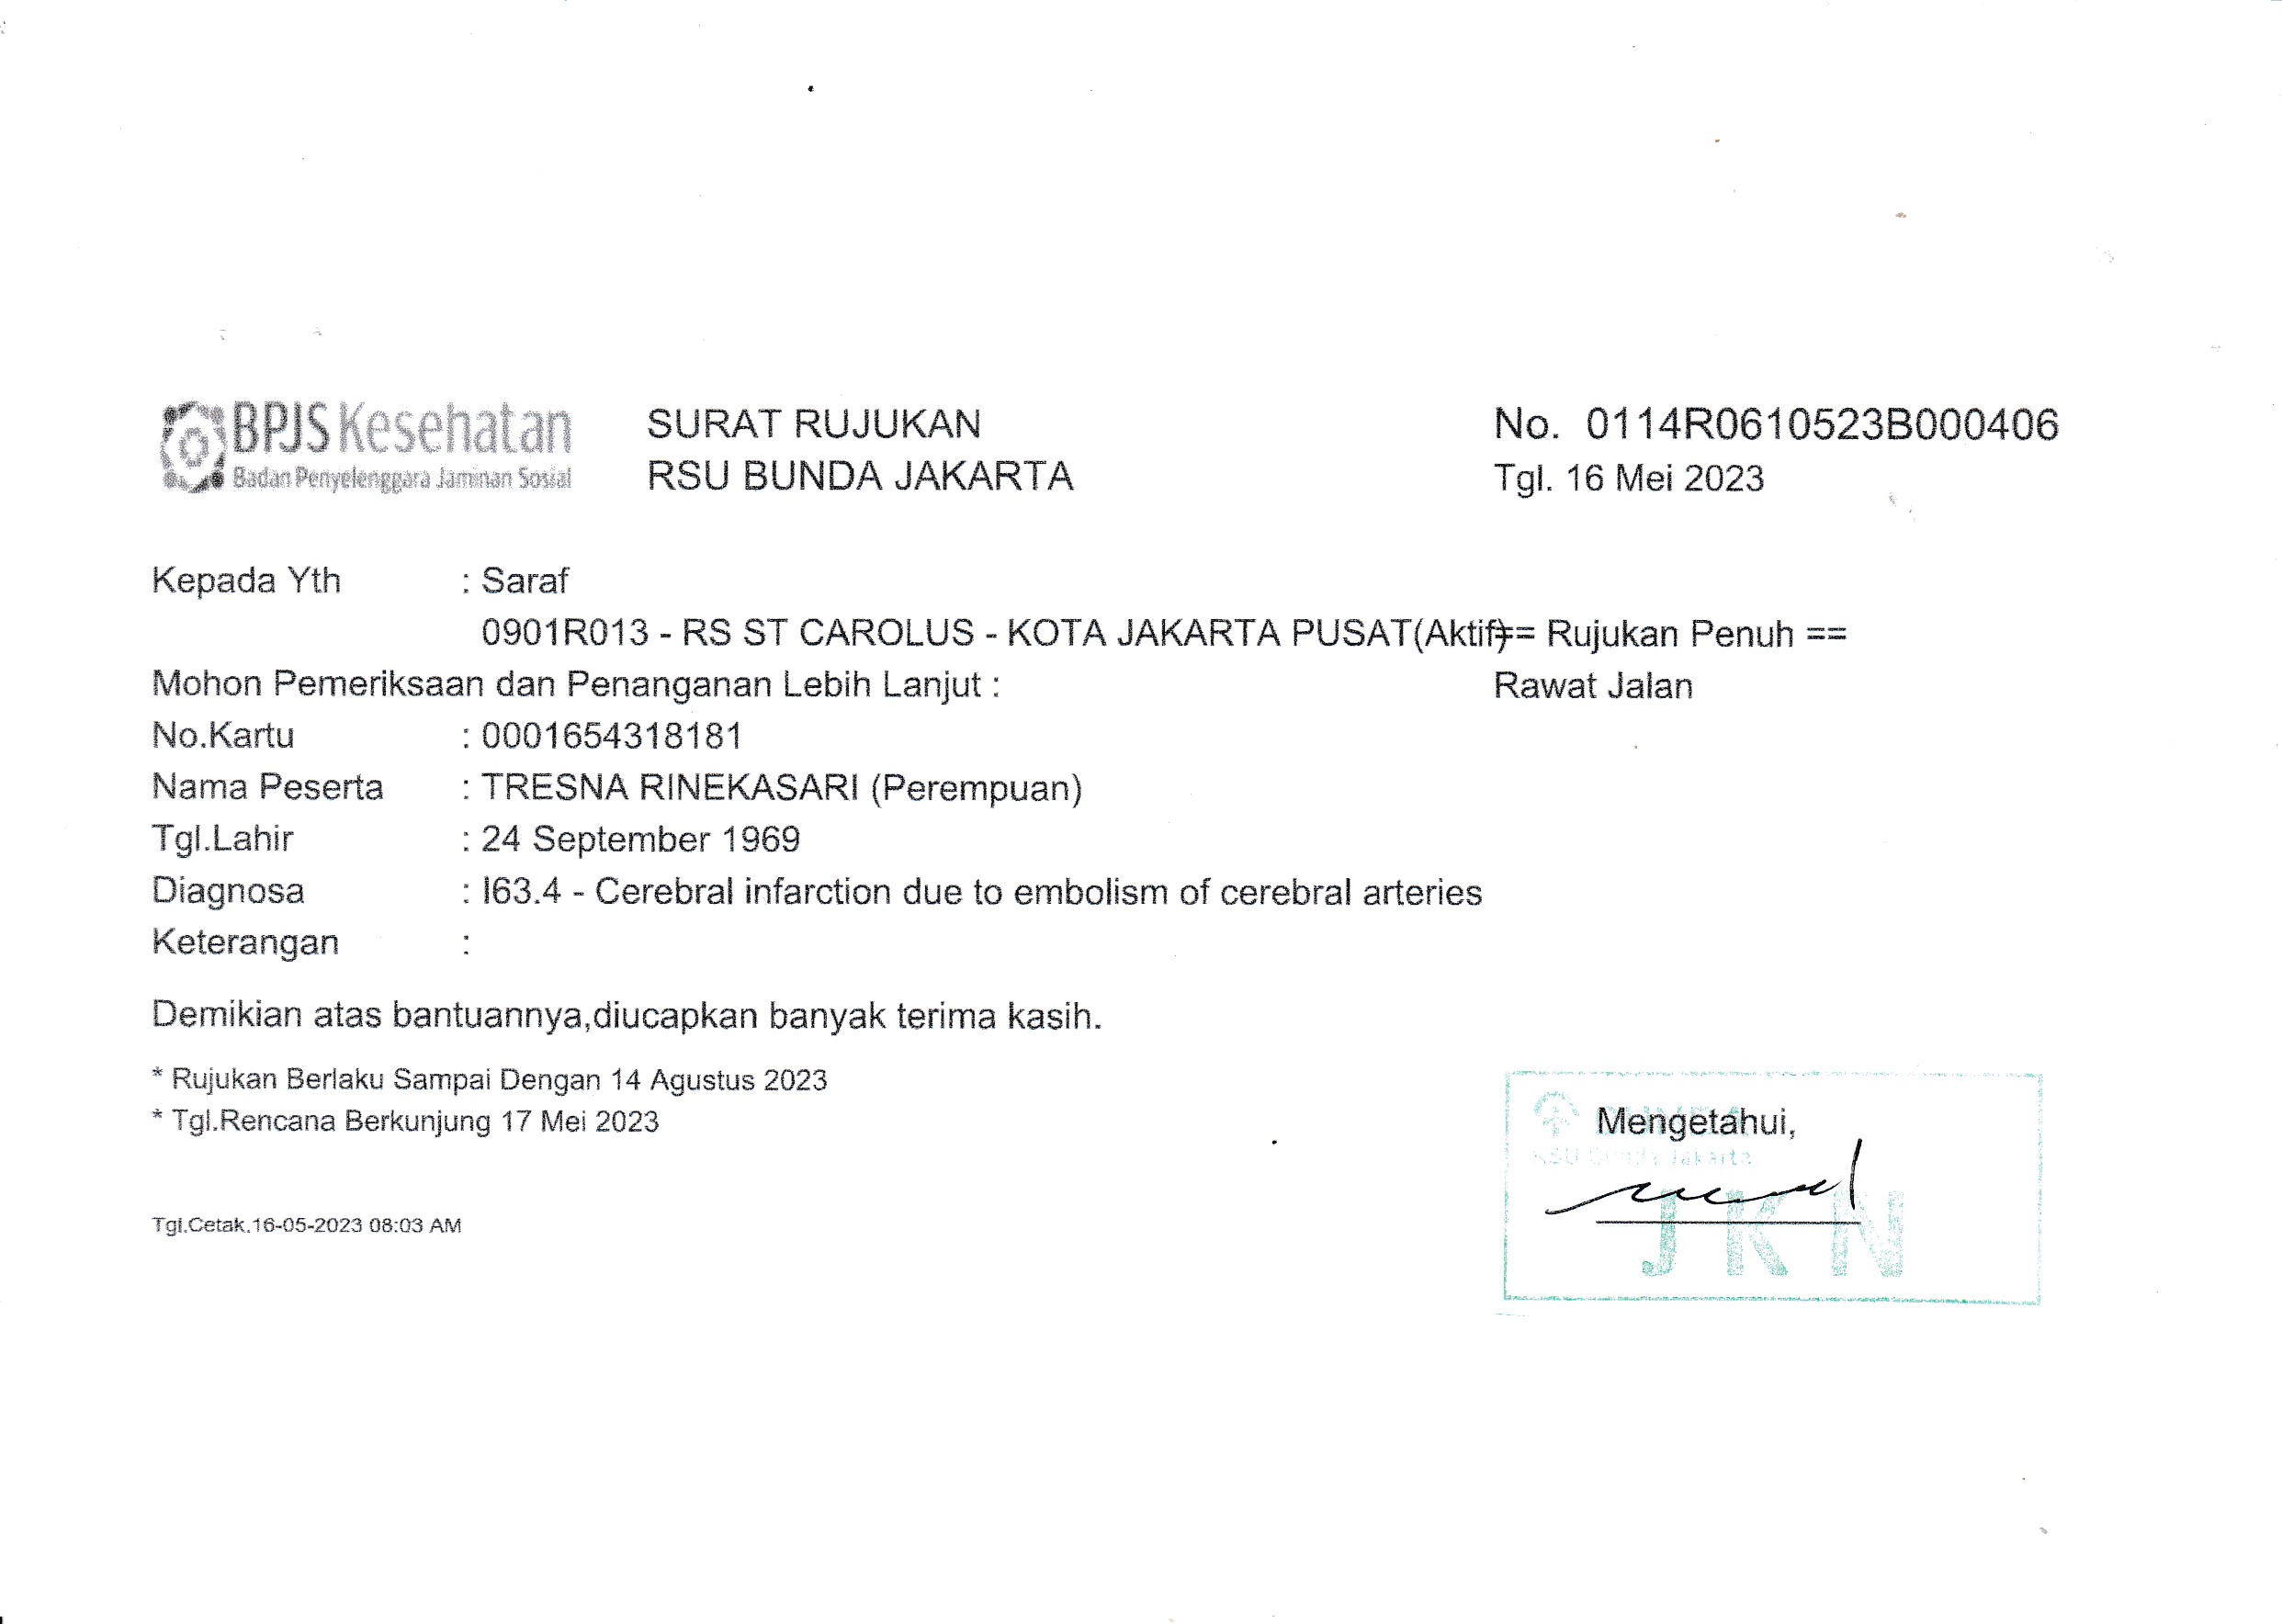 BPJS Kesehatan
Badan Penyelenggara Jaminan Sosial
SURAT RUJUKAN
RSU BUNDA JAKARTA
No. 0114R0610523B000406
Tgl. 16 Mei 2023
Kepada Yth : Saraf
0901R013 - RS ST CAROLUS - KOTA JAKARTA PUSAT(Aktif) == Rujukan Penuh ==
Mohon Pemeriksaan dan Penanganan Lebih Lanjut : Rawat Jalan
No.Kartu : 0001654318181
Nama Peserta : TRESNA RINEKASARI (Perempuan)
Tgl.Lahir : 24 September 1969
Diagnosa : I63.4 - Cerebral infarction due to embolism of cerebral arteries
Keterangan :
Demikian atas bantuannya,diucapkan banyak terima kasih.
* Rujukan Berlaku Sampai Dengan 14 Agustus 2023
* Tgl.Rencana Berkunjung 17 Mei 2023
Mengetahui,
RSU Bunda Jakarta
JKN
Tgl.Cetak.16-05-2023 08:03 AM